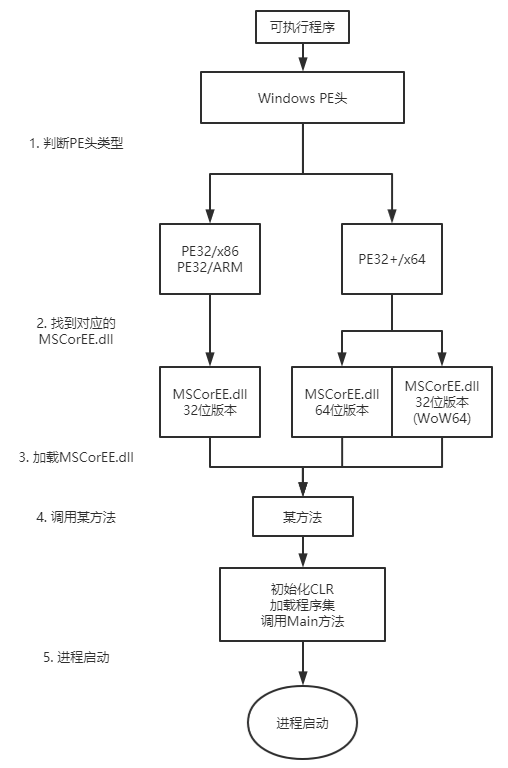 可执行程序
Windows PE头
1. 判断PE头类型
PE32/x86
PE32/ARM
PE32+/x64
2. 找到对应的
MSCorEE.dll
MSCorEE.dll
32位版本
MSCorEE.dll
64位版本
MSCorEE.dll
32位版本
(WoW64)
3. 加载MSCorEE.dll
4. 调用某方法
某方法
初始化CLR
加载程序集
调用Main方法
5. 进程启动
进程启动